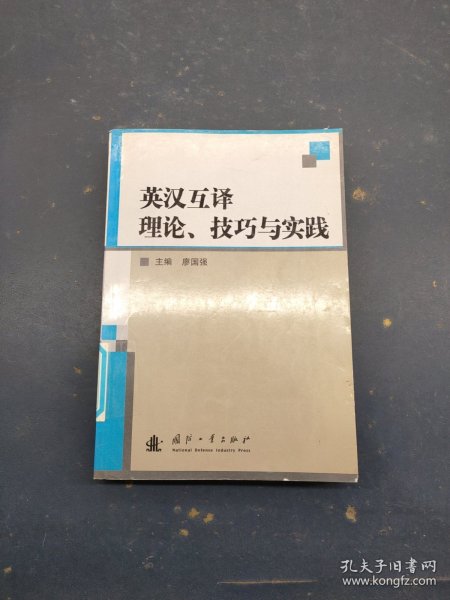 英汉互译
理论、技巧与实践
主编 廖国强
国防工业出版社
National Defense Industry Press
孔夫子旧书网
www.kongfz.com